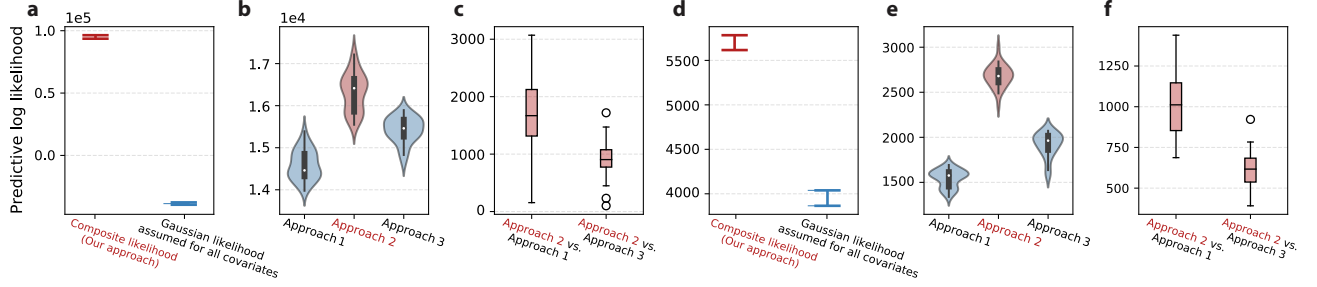 a
b
c
d
e
f
Predictive log likelihood
1e5
1.0
0.5
0.0
Composite likelihood
(Our approach)
Gaussian likelihood
assumed for all covariates
1e4
1.7
1.6
1.5
1.4
Approach 1
Approach 2
Approach 3
3000
2000
1000
0
Approach 2 vs.
Approach 1
Approach 2 vs.
Approach 3
5500
5000
4500
4000
Composite likelihood
(Our approach)
Gaussian likelihood
assumed for all covariates
3000
2500
2000
1500
Approach 1
Approach 2
Approach 3
1250
1000
750
500
Approach 2 vs.
Approach 1
Approach 2 vs.
Approach 3